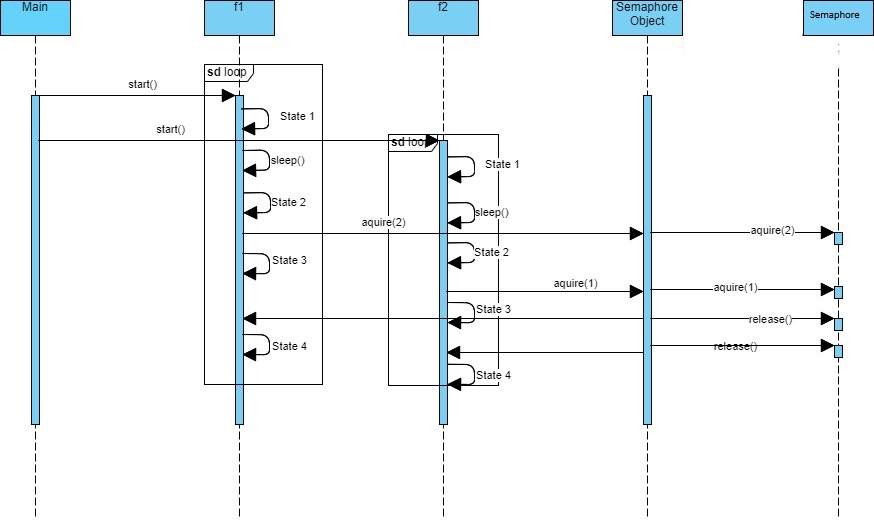 Main
f1
f2
Semaphore
Object
Semaphore
sd loop
start()
State 1
start()
sd loop
sleep()
State 1
State 2
sleep()
aquire(2)
aquire(2)
State 3
State 2
aquire(1)
aquire(1)
State 3
release()
State 4
release()
State 4